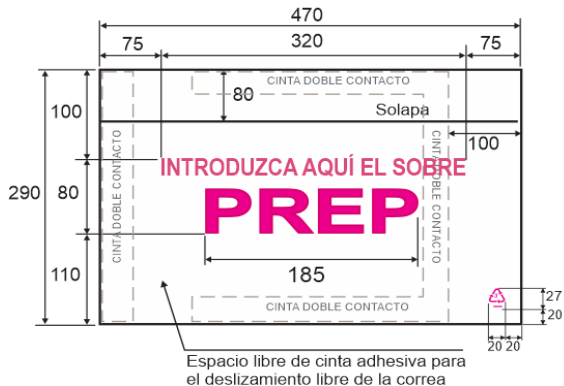 470
75
320
75
CINTA DOBLE CONTACTO
80
Solapa
100
100
CINTA DOBLE CONTACTO
CINTA DOBLE CONTACTO
INTRODUZCA AQUÍ EL SOBRE
290
80
PREP
185
110
27
CINTA DOBLE CONTACTO
20
20
20
Espacio libre de cinta adhesiva para
el deslizamiento libre de la correa